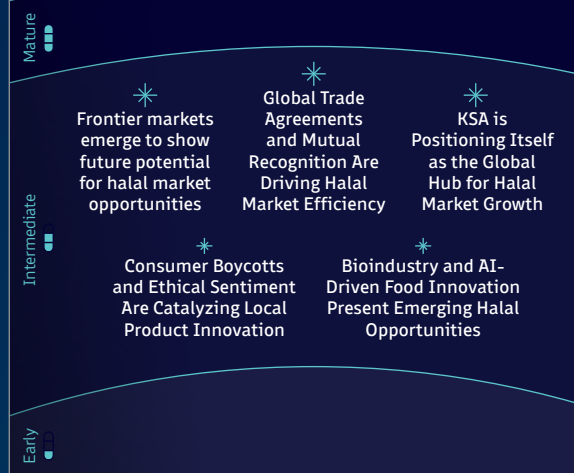 Mature
Frontier markets
emerge to show
future potential
for halal market
opportunities
Global Trade
Agreements
and Mutual
Recognition Are
Driving Halal
Market Efficiency
KSA is
Positioning Itself
as the Global
Hub for Halal
Market Growth
Intermediate
Consumer Boycotts
and Ethical Sentiment
Are Catalyzing Local
Product Innovation
Bioindustry and AI-
Driven Food Innovation
Present Emerging Halal
Opportunities
Early